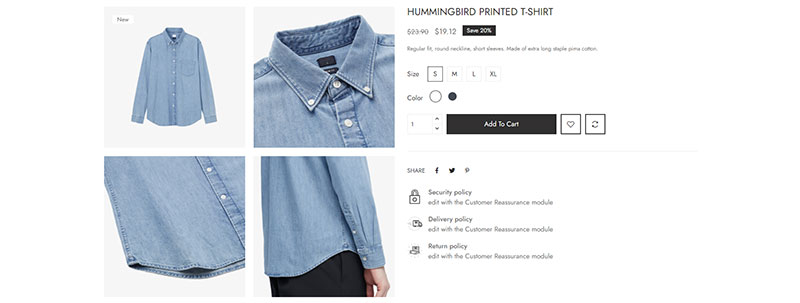 New
HUMMINGBIRD PRINTED T-SHIRT
$23.90 $19.12 Save 20%
Regular fit, round neckline, short sleeves. Made of extra long staple pima cotton.
Size S M L XL
Color
1 Add To Cart
SHARE
Security policy
edit with the Customer Reassurance module
Delivery policy
edit with the Customer Reassurance module
Return policy
edit with the Customer Reassurance module